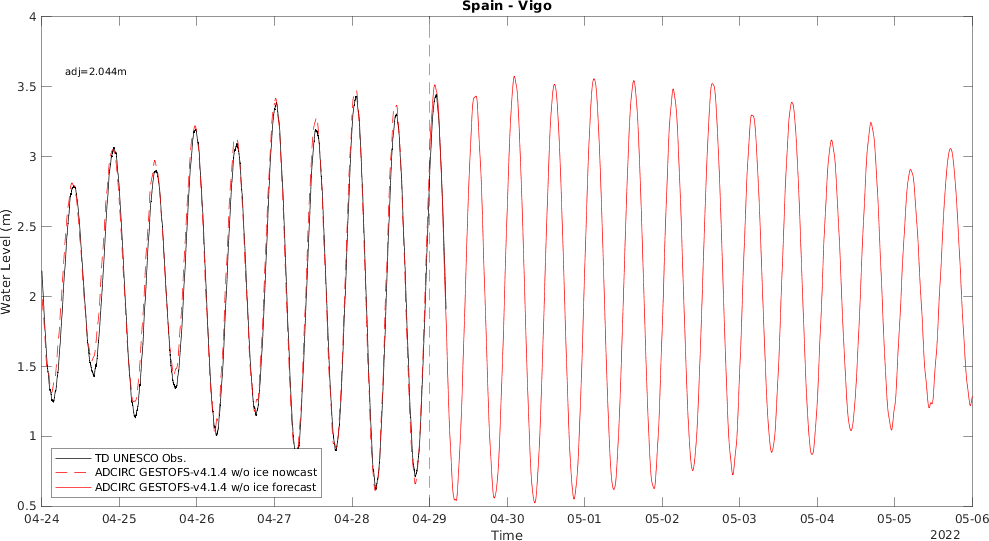 Spain - Vigo
4
3.5
3
2.5
2
1.5
1
0.5
Water Level (m)
adj=2.044m
TD UNESCO Obs.
ADCIRC GESTOFS-v4.1.4 w/o ice nowcast
ADCIRC GESTOFS-v4.1.4 w/o ice forecast
04-24 04-25 04-26 04-27 04-28 04-29 04-30 05-01 05-02 05-03 05-04 05-05 05-06
Time
2022